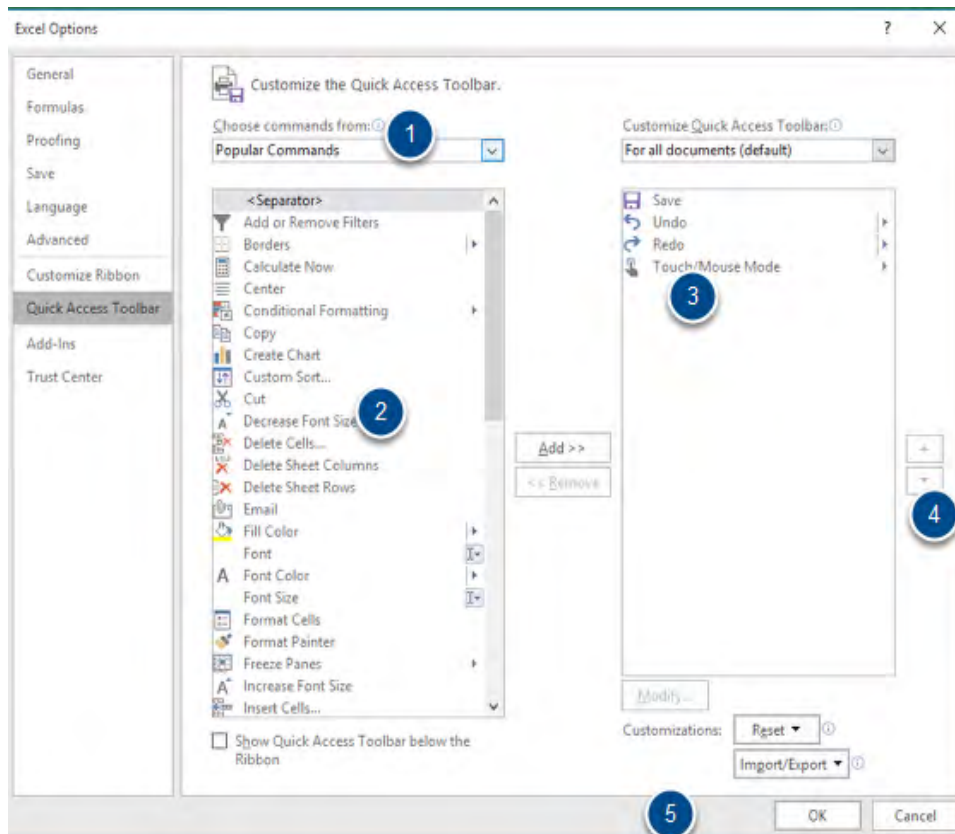 Excel Options
?
General
Formulas
Proofing
Save
Language
Advanced
Customize Ribbon
Quick Access Toolbar
Add-Ins
Trust Center
Customize the Quick Access Toolbar.
Choose commands from:
1
Popular Commands
<Separator>
Add or Remove Filters
Borders
Calculate Now
Center
Conditional Formatting
Copy
Create Chart
Custom Sort...
Cut
Decrease Font Size
2
Delete Cells...
Delete Sheet Columns
Delete Sheet Rows
Email
Fill Color
Font
Font Color
Font Size
Format Cells
Format Painter
Freeze Panes
Increase Font Size
Insert Cells...
Show Quick Access Toolbar below the
Ribbon
Add >>
<< Remove
Customize Quick Access Toolbar:
For all documents (default)
Save
Undo
Redo
Touch/Mouse Mode
3
4
Modify...
Customizations: Reset
Import/Export
5
OK Cancel